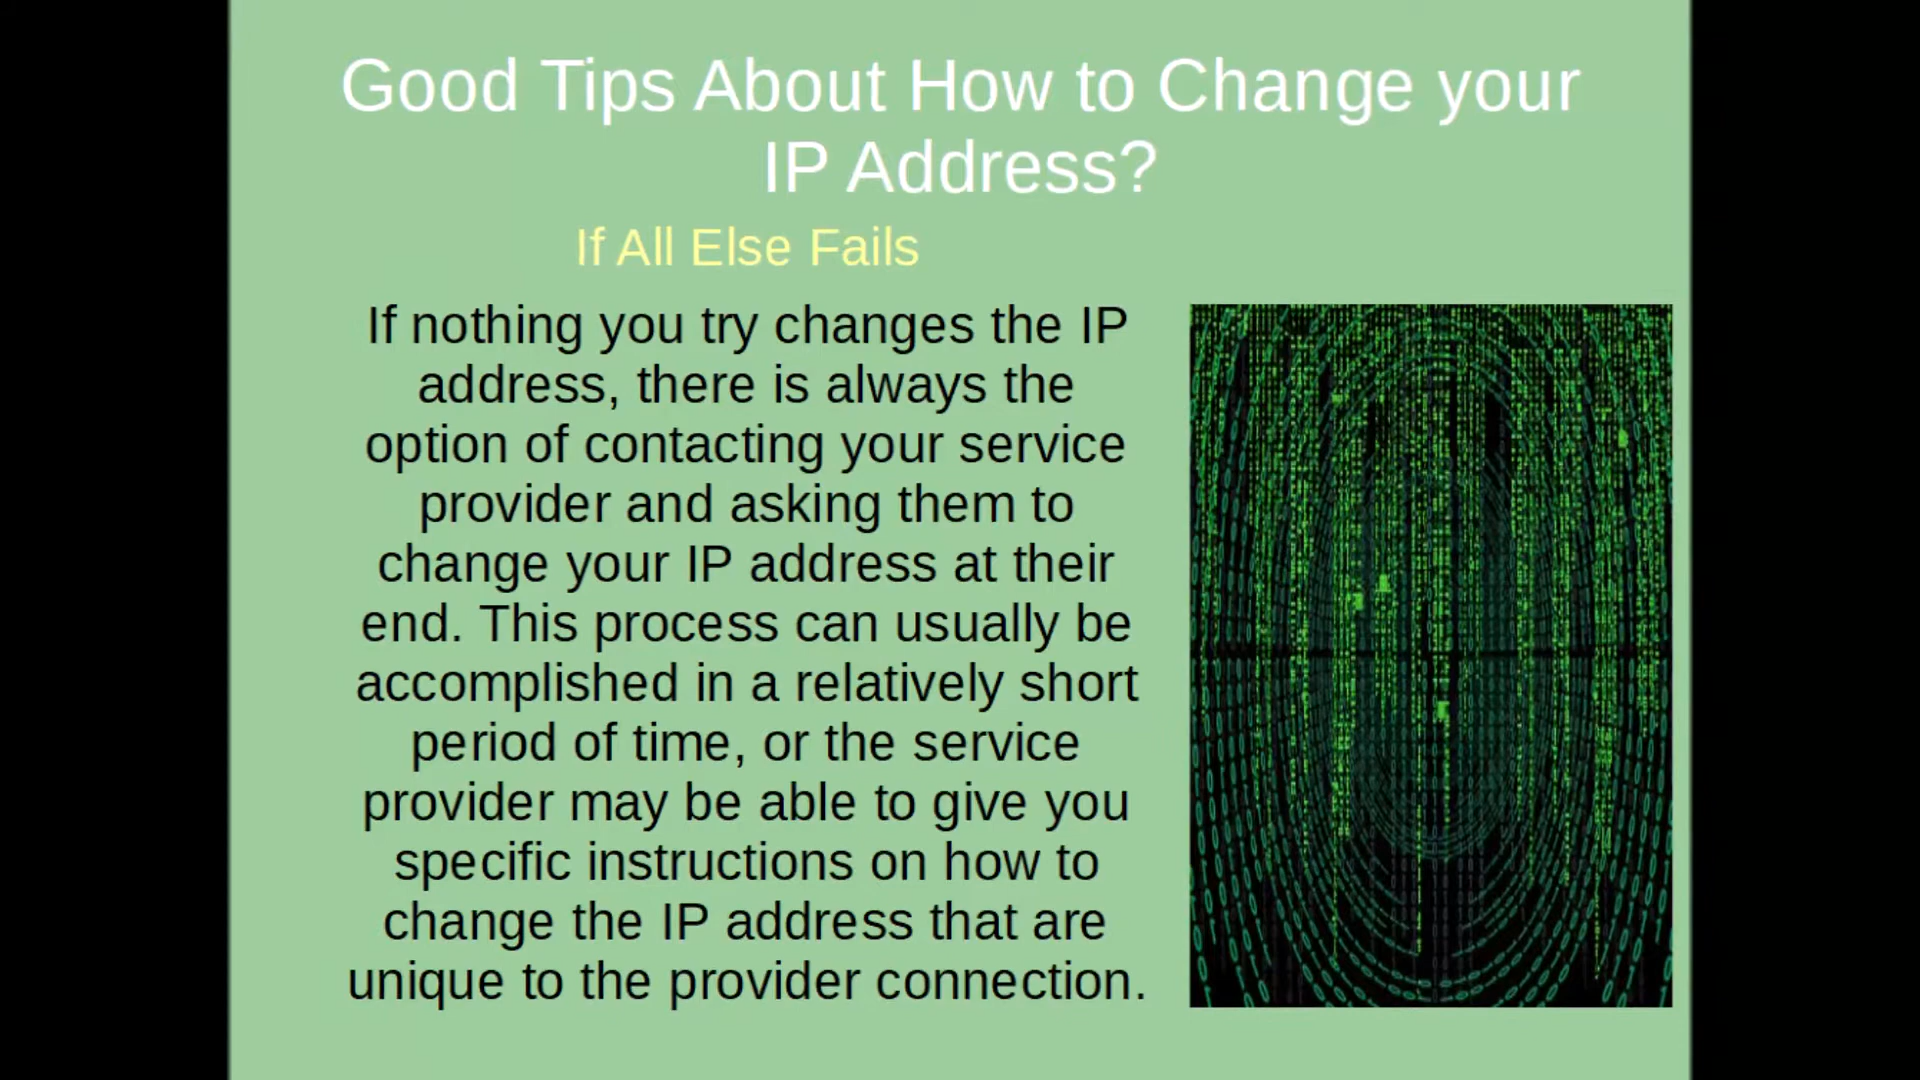 Good Tips About How to Change your
IP Address?
If All Else Fails
If nothing you try changes the IP
address, there is always the
option of contacting your service
provider and asking them to
change your IP address at their
end. This process can usually be
accomplished in a relatively short
period of time, or the service
provider may be able to give you
specific instructions on how to
change the IP address that are
unique to the provider connection.